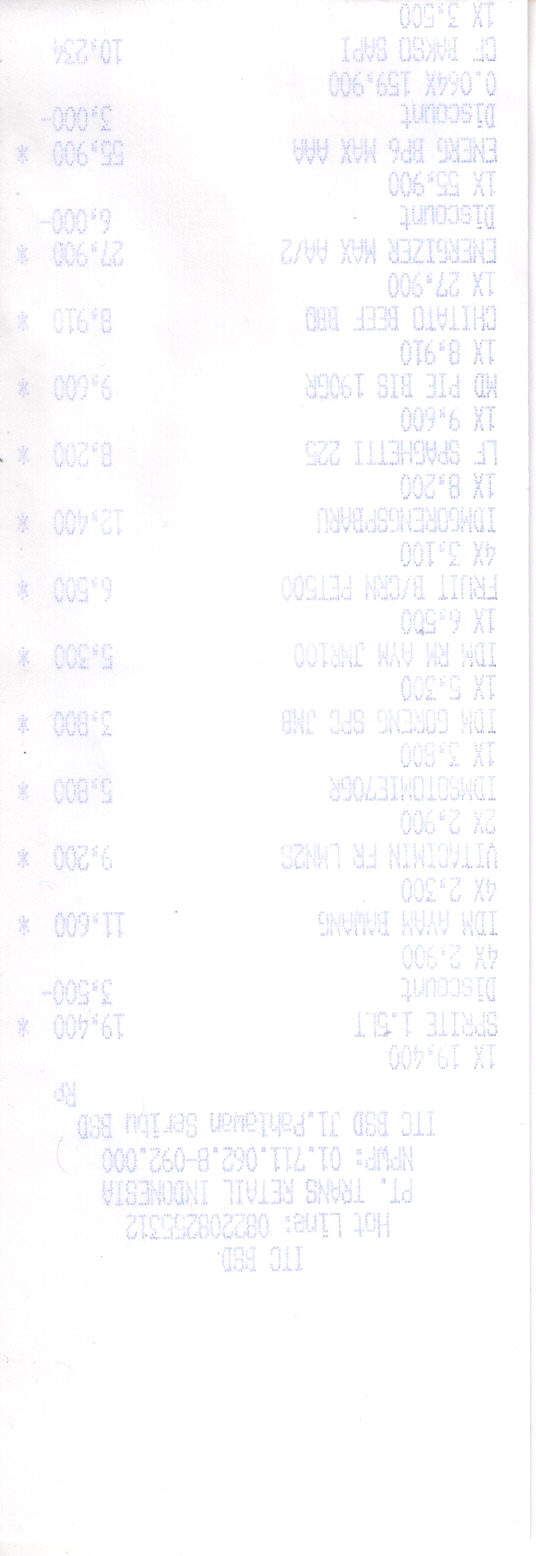 ITC BSD
Hot Line: 082208255312
PT. TRANS RETAIL INDONESIA
NPWP: 01.711.062.8-092.000
ITC BSD Jl.Pahlawan Seribu BSD
Rp
1X 19,400
SPRITE 1.5LT 19,400 *
Discount 3,500-
4X 2,900
IDM AYAM BAWANG 11,600 *
4X 2,300
VITACIMIN FR LMN2S 9,200 *
2X 2,900
IDMSOTOMIE70GR 5,800 *
1X 3,800
IDM GORENG SPC JMB 3,800 *
1X 5,300
IDM RM AYM JMR100 5,300 *
1X 6,500
FRUIT B/CRN PET500 6,500 *
4X 3,100
IDMGORENGSPBARU 12,400 *
1X 8,200
LF SPAGHETTI 225 8,200 *
1X 9,600
MD PIE BIS 190GR 9,600 *
1X 8,910
CHITATO BEEF BBQ 8,910 *
1X 27,900
ENERGIZER MAX AA/2 27,900 *
Discount 6,000-
1X 55,900
ENERG BP6 MAX AAA 55,900 *
Discount 3,000-
0.064X 159,900
CF BAKSO SAPI 10,234
1X 3,500